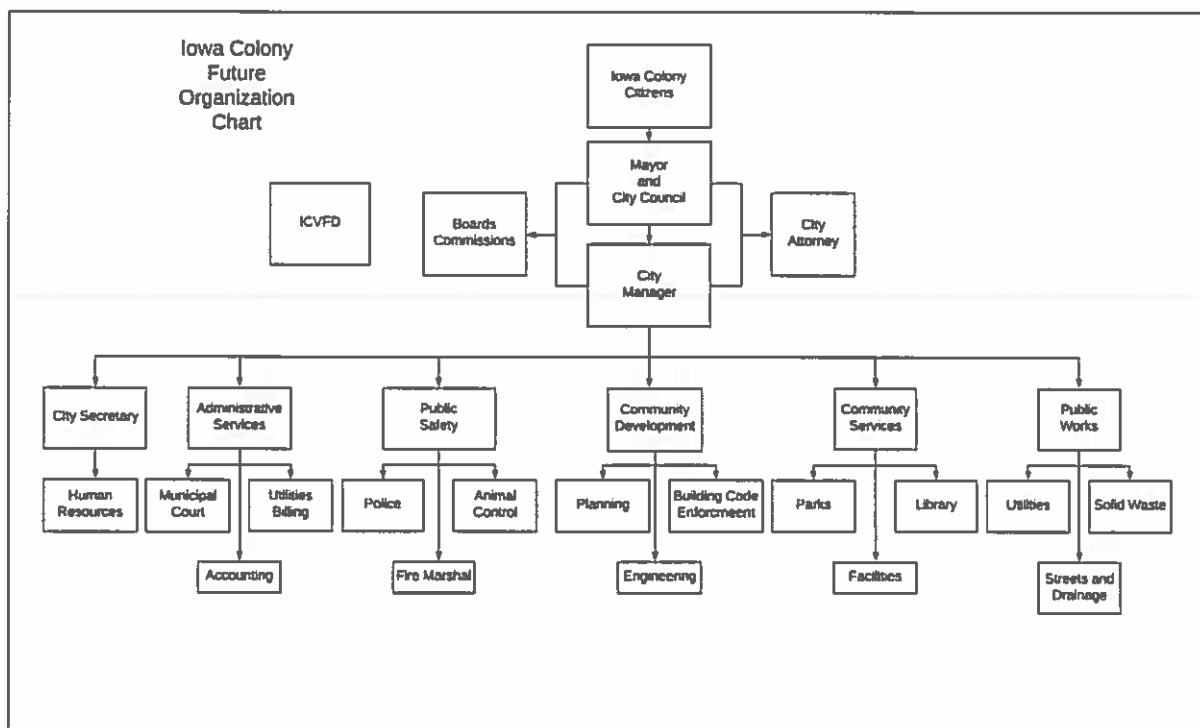 Iowa Colony
Future
Organization
Chart
Iowa Colony
Citizens
Mayor
and
City Council
ICVFD
Boards
Commissions
City
Attorney
City
Manager
City Secretary
Administrative
Services
Public
Safety
Community
Development
Community
Services
Public
Works
Human
Resources
Municipal
Court
Utilities
Billing
Police
Animal
Control
Planning
Building Code
Enforcement
Parks
Library
Utilities
Solid Waste
Accounting
Fire Marshal
Engineering
Facilities
Streets and
Drainage